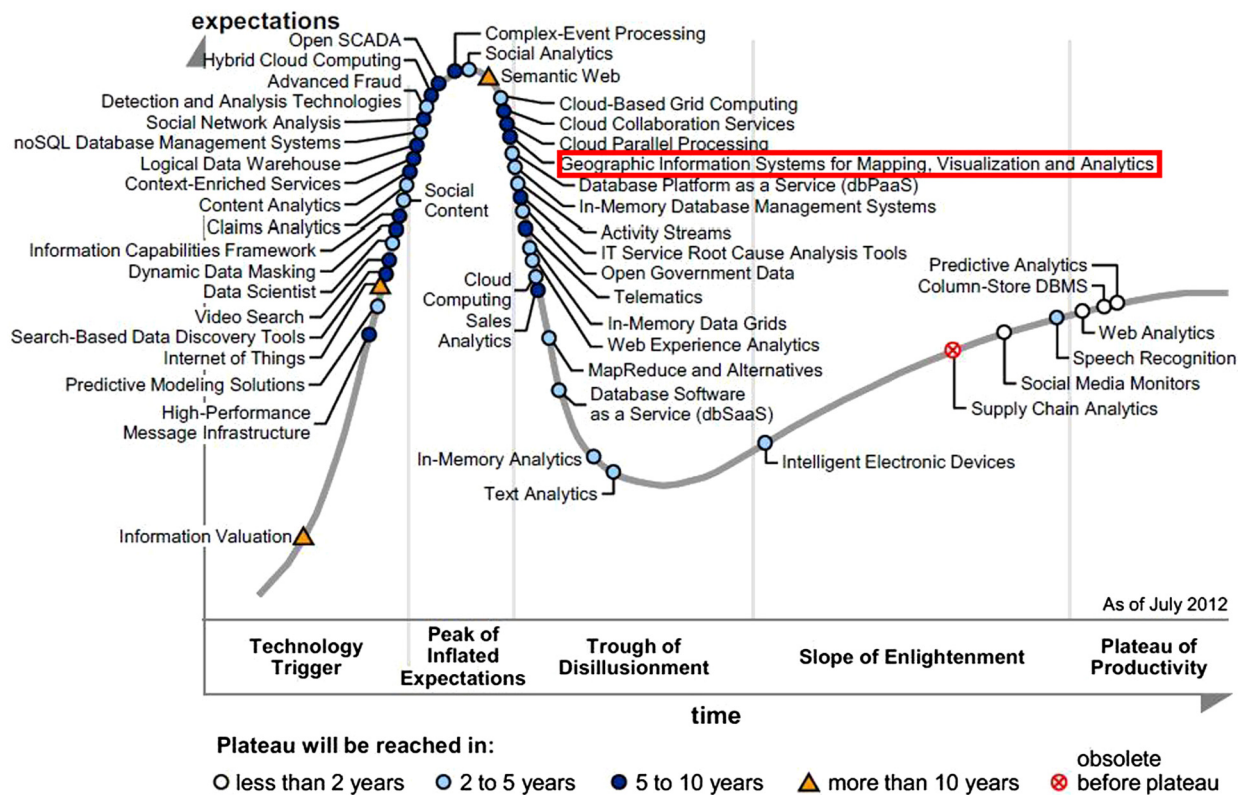 expectations
Open SCADA
Hybrid Cloud Computing
Advanced Fraud
Detection and Analysis Technologies
Social Network Analysis
noSQL Database Management Systems
Logical Data Warehouse
Context-Enriched Services
Content Analytics
Claims Analytics
Information Capabilities Framework
Dynamic Data Masking
Data Scientist
Video Search
Search-Based Data Discovery Tools
Internet of Things
Predictive Modeling Solutions
High-Performance
Message Infrastructure
Information Valuation
Social
Content
Complex-Event Processing
Social Analytics
Semantic Web
Cloud-Based Grid Computing
Cloud Collaboration Services
Cloud Parallel Processing
Geographic Information Systems for Mapping, Visualization and Analytics
Database Platform as a Service (dbPaaS)
In-Memory Database Management Systems
Activity Streams
IT Service Root Cause Analysis Tools
Open Government Data
Telematics
In-Memory Data Grids
Web Experience Analytics
Cloud
Computing
Sales
Analytics
MapReduce and Alternatives
Database Software
as a Service (dbSaaS)
In-Memory Analytics
Text Analytics
Intelligent Electronic Devices
Supply Chain Analytics
Social Media Monitors
Speech Recognition
Web Analytics
Predictive Analytics
Column-Store DBMS
As of July 2012
Technology
Trigger
Peak of
Inflated
Expectations
Trough of
Disillusionment
Slope of Enlightenment
Plateau of
Productivity
time
Plateau will be reached in:
less than 2 years
2 to 5 years
5 to 10 years
more than 10 years
obsolete
before plateau